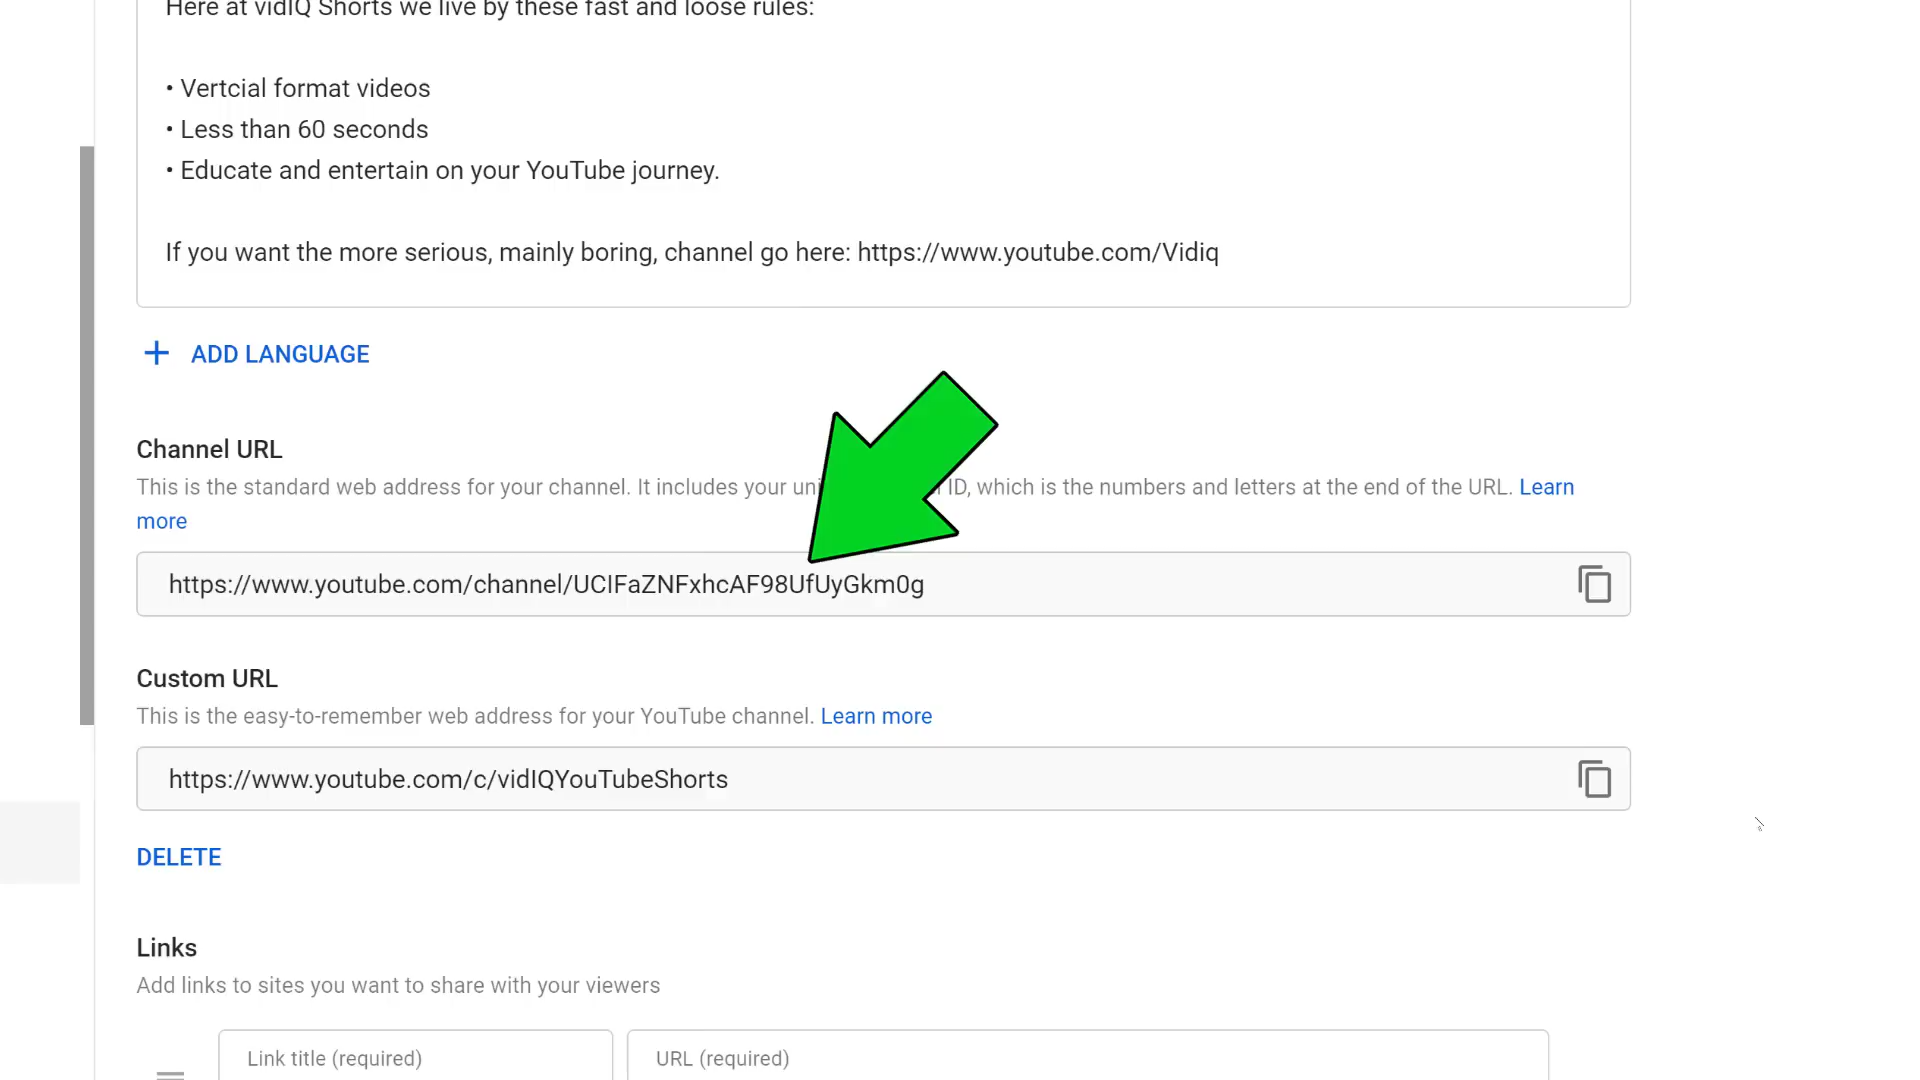 Here at vidIQ Shorts we live by these fast and loose rules:
• Vertcial format videos
• Less than 60 seconds
• Educate and entertain on your YouTube journey.
If you want the more serious, mainly boring, channel go here: https://www.youtube.com/Vidiq
ADD LANGUAGE
Channel URL
This is the standard web address for your channel. It includes your ID, which is the numbers and letters at the end of the URL. Learn
more
https://www.youtube.com/channel/UCIFaZNFxhcAF98UfUyGkm0g
Custom URL
This is the easy-to-remember web address for your YouTube channel. Learn more
https://www.youtube.com/c/vidIQYouTubeShorts
DELETE
Links
Add links to sites you want to share with your viewers
Link title (required)
URL (required)